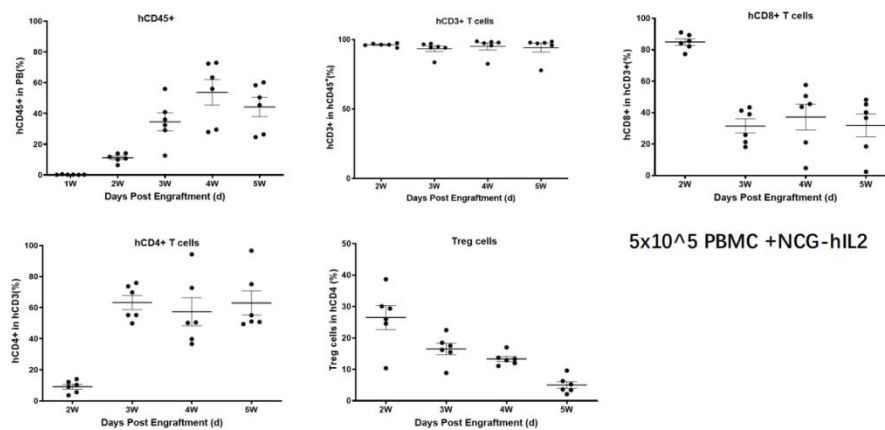 hCD45+
hCD45+ in PB(%)
100
80
60
40
20
0
1W 2W 3W 4W 5W
Days Post Engraftment (d)
hCD3+ T cells
hCD3+ in hCD45+(%)
100
50
0
2W 3W 4W 5W
Days Post Engraftment (d)
hCD8+ T cells
hCD8+ in hCD3+(%)
100
80
60
40
20
0
2W 3W 4W 5W
Days Post Engraftment (d)
hCD4+ T cells
hCD4+ in hCD3(%)
100
80
60
40
20
0
2W 3W 4W 5W
Days Post Engraftment (d)
Treg cells
Treg cells in hCD4 (%)
50
40
30
20
10
0
2W 3W 4W 5W
Days Post Engraftment (d)
5x10^5 PBMC +NCG-hIL2